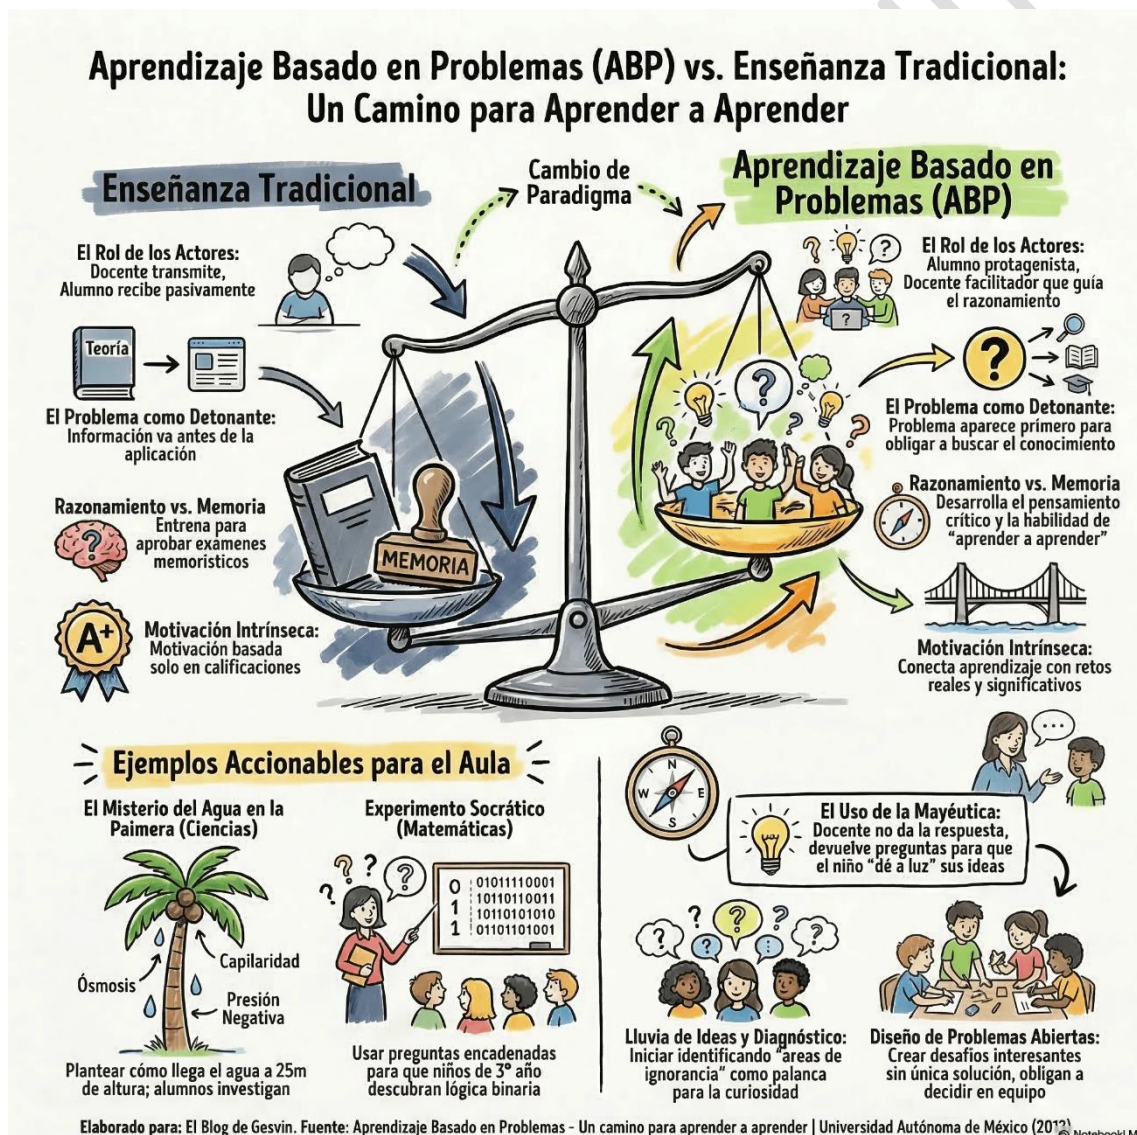 Aprendizaje Basado en Problemas (ABP) vs. Enseñanza Tradicional:
Un Camino para Aprender a Aprender
Enseñanza Tradicional
Cambio de
Paradigma
Aprendizaje Basado en
Problemas (ABP)
El Rol de los Actores:
Docente transmite,
Alumno recibe pasivamente
Teoría
El Problema como Detonante:
Información va antes de la
aplicación
Razonamiento vs. Memoria
Entrena para
aprobar exámenes
memorísticos
A+
Motivación Intrínseca:
Motivación basada
solo en calificaciones
MEMORIA
El Rol de los Actores:
Alumno protagonista,
Docente facilitador que guía
el razonamiento
El Problema como Detonante:
Problema aparece primero para
obligar a buscar el conocimiento
Razonamiento vs. Memoria
Desarrolla el pensamiento
crítico y la habilidad de
"aprender a aprender"
Motivación Intrínseca:
Conecta aprendizaje con retos
reales y significativos
Ejemplos Accionables para el Aula
El Misterio del Agua en la
Paimera (Ciencias)
Ósmosis
Capilaridad
Presión
Negativa
Plantear cómo llega el agua a 25m
de altura; alumnos investigan
Experimento Socrático
(Matemáticas)
0 01011110001
1 10110110011
1 10110101010
1 01101101001
Usar preguntas encadenadas
para que niños de 3° año
descubran lógica binaria
N
W E
S
El Uso de la Mayéutica:
Docente no da la respuesta,
devuelve preguntas para que
el niño "dé a luz" sus ideas
Lluvia de Ideas y Diagnóstico:
Iniciar identificando "áreas de
ignorancia" como palanca
para la curiosidad
Diseño de Problemas Abiertas:
Crear desafíos interesantes
sin única solución, obligan a
decidir en equipo
Elaborado para: El Blog de Gesvin. Fuente: Aprendizaje Basado en Problemas - Un camino para aprender a aprender | Universidad Autónoma de México